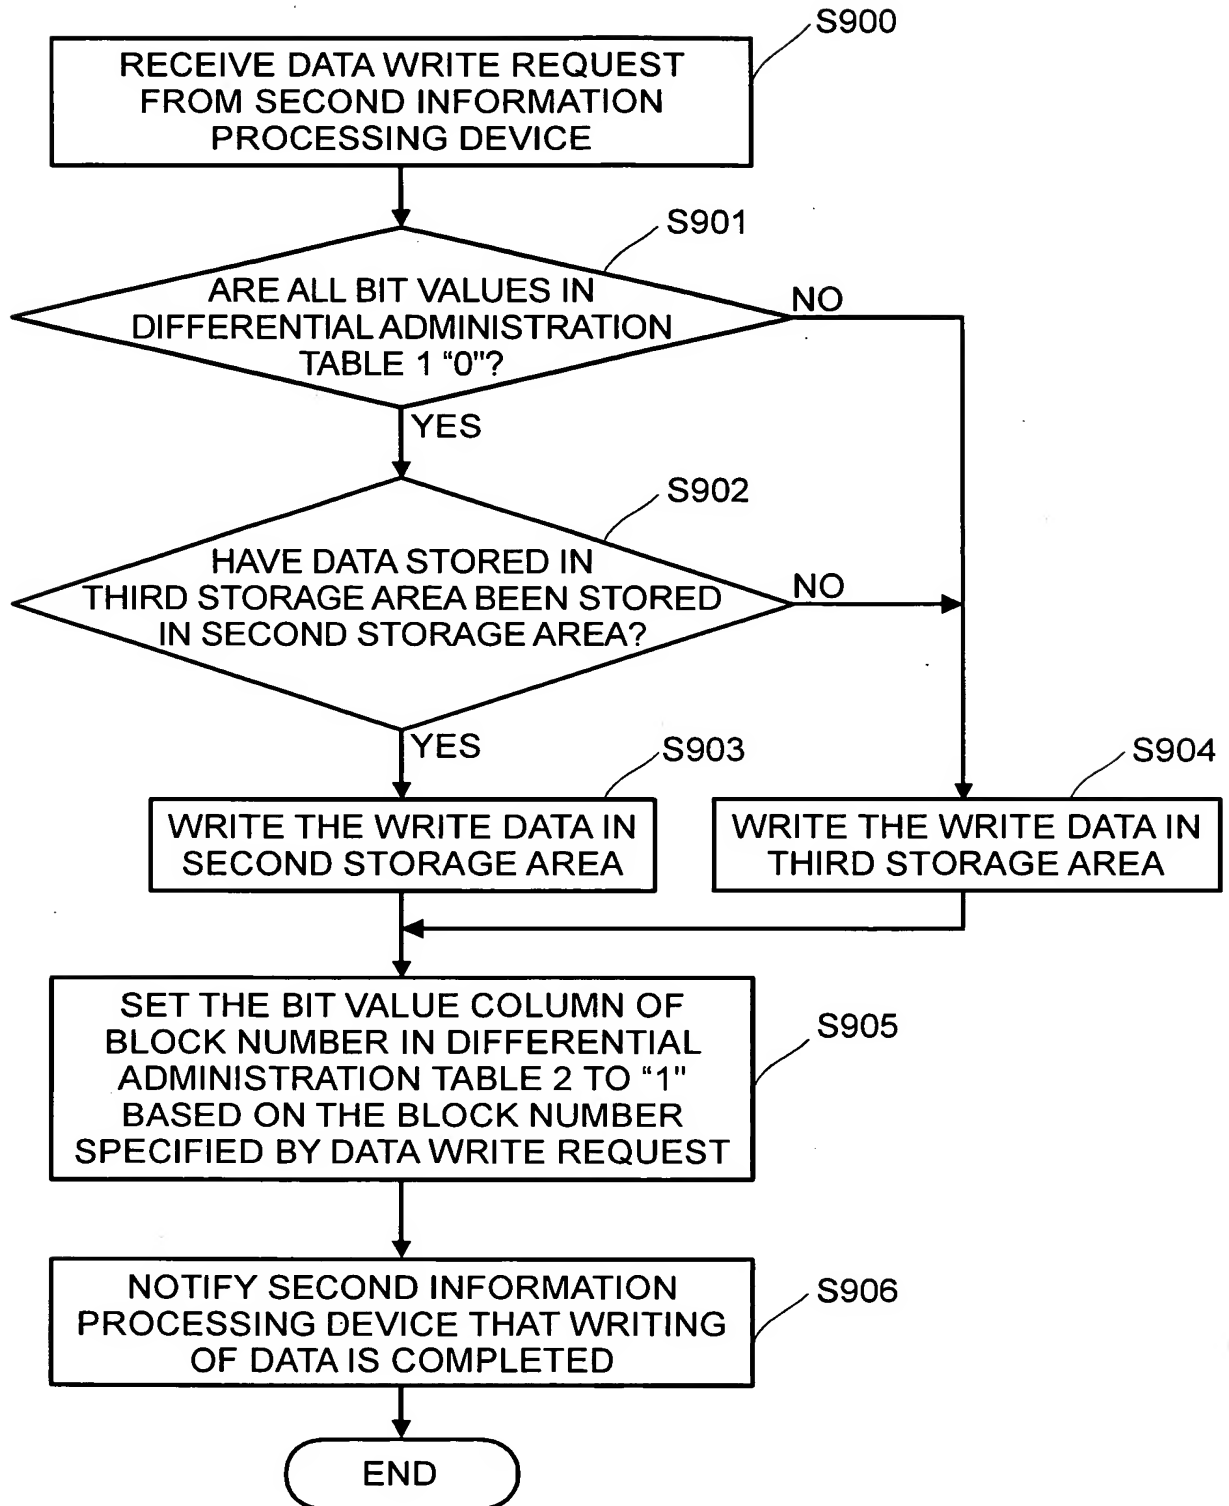 S900
RECEIVE DATA WRITE REQUEST
FROM SECOND INFORMATION
PROCESSING DEVICE
S901
ARE ALL BIT VALUES IN
DIFFERENTIAL ADMINISTRATION
TABLE 1 “0”?
NO
YES
S902
HAVE DATA STORED IN
THIRD STORAGE AREA BEEN STORED
IN SECOND STORAGE AREA?
NO
YES
S903
WRITE THE WRITE DATA IN
SECOND STORAGE AREA
S904
WRITE THE WRITE DATA IN
THIRD STORAGE AREA
SET THE BIT VALUE COLUMN OF
BLOCK NUMBER IN DIFFERENTIAL
ADMINISTRATION TABLE 2 TO “1”
BASED ON THE BLOCK NUMBER
SPECIFIED BY DATA WRITE REQUEST
S905
NOTIFY SECOND INFORMATION
PROCESSING DEVICE THAT WRITING
OF DATA IS COMPLETED
S906
END